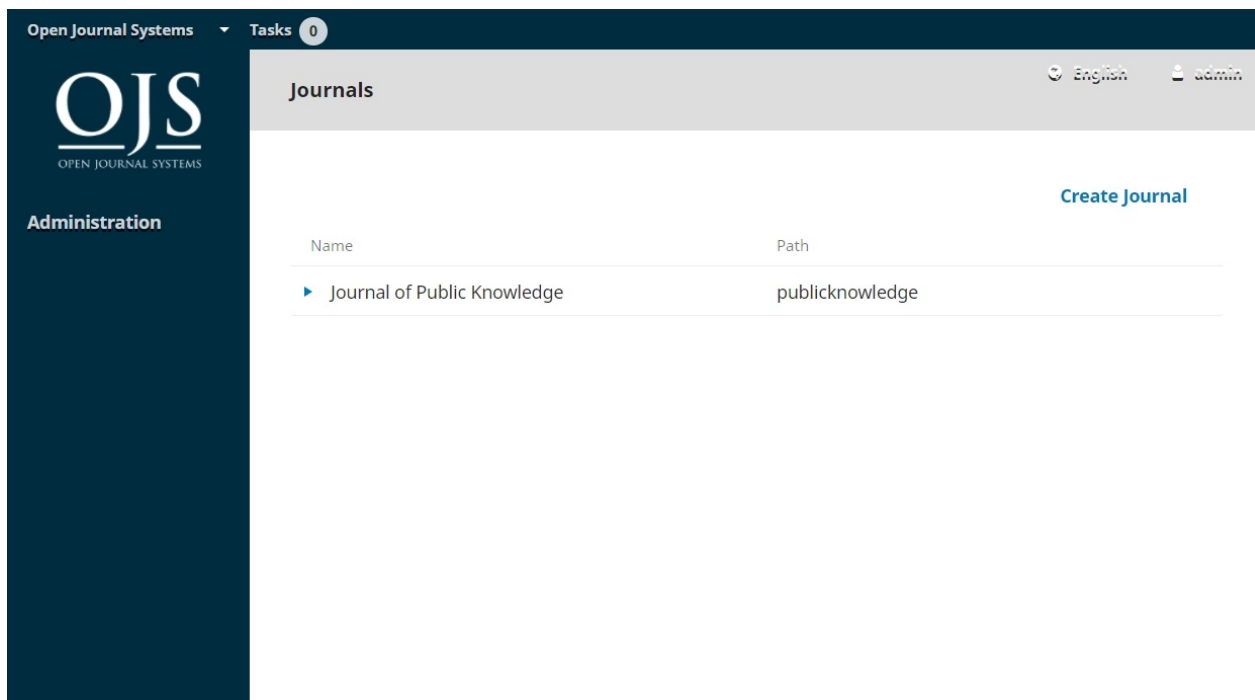 Open Journal Systems Tasks 0
OJS
OPEN JOURNAL SYSTEMS
Administration
Journals
English admin
Create Journal
Name Path
Journal of Public Knowledge publicknowledge